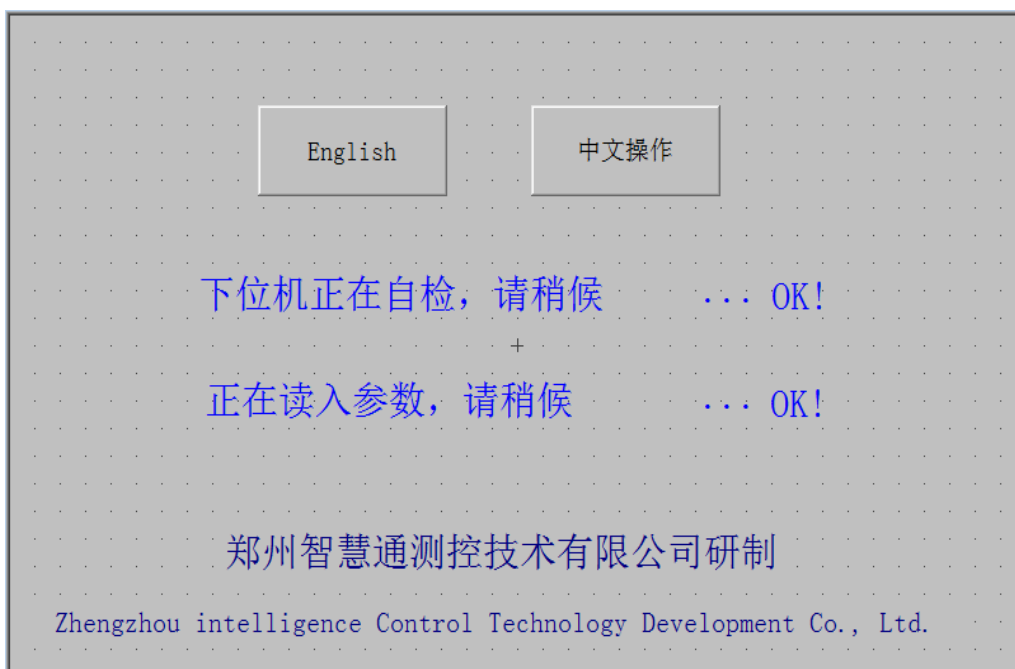 English 中文操作
下位机正在自检，请稍候 ... OK!
正在读入参数，请稍候 ... OK!
郑州智慧通测控技术有限公司研制
Zhengzhou intelligence Control Technology Development Co., Ltd.